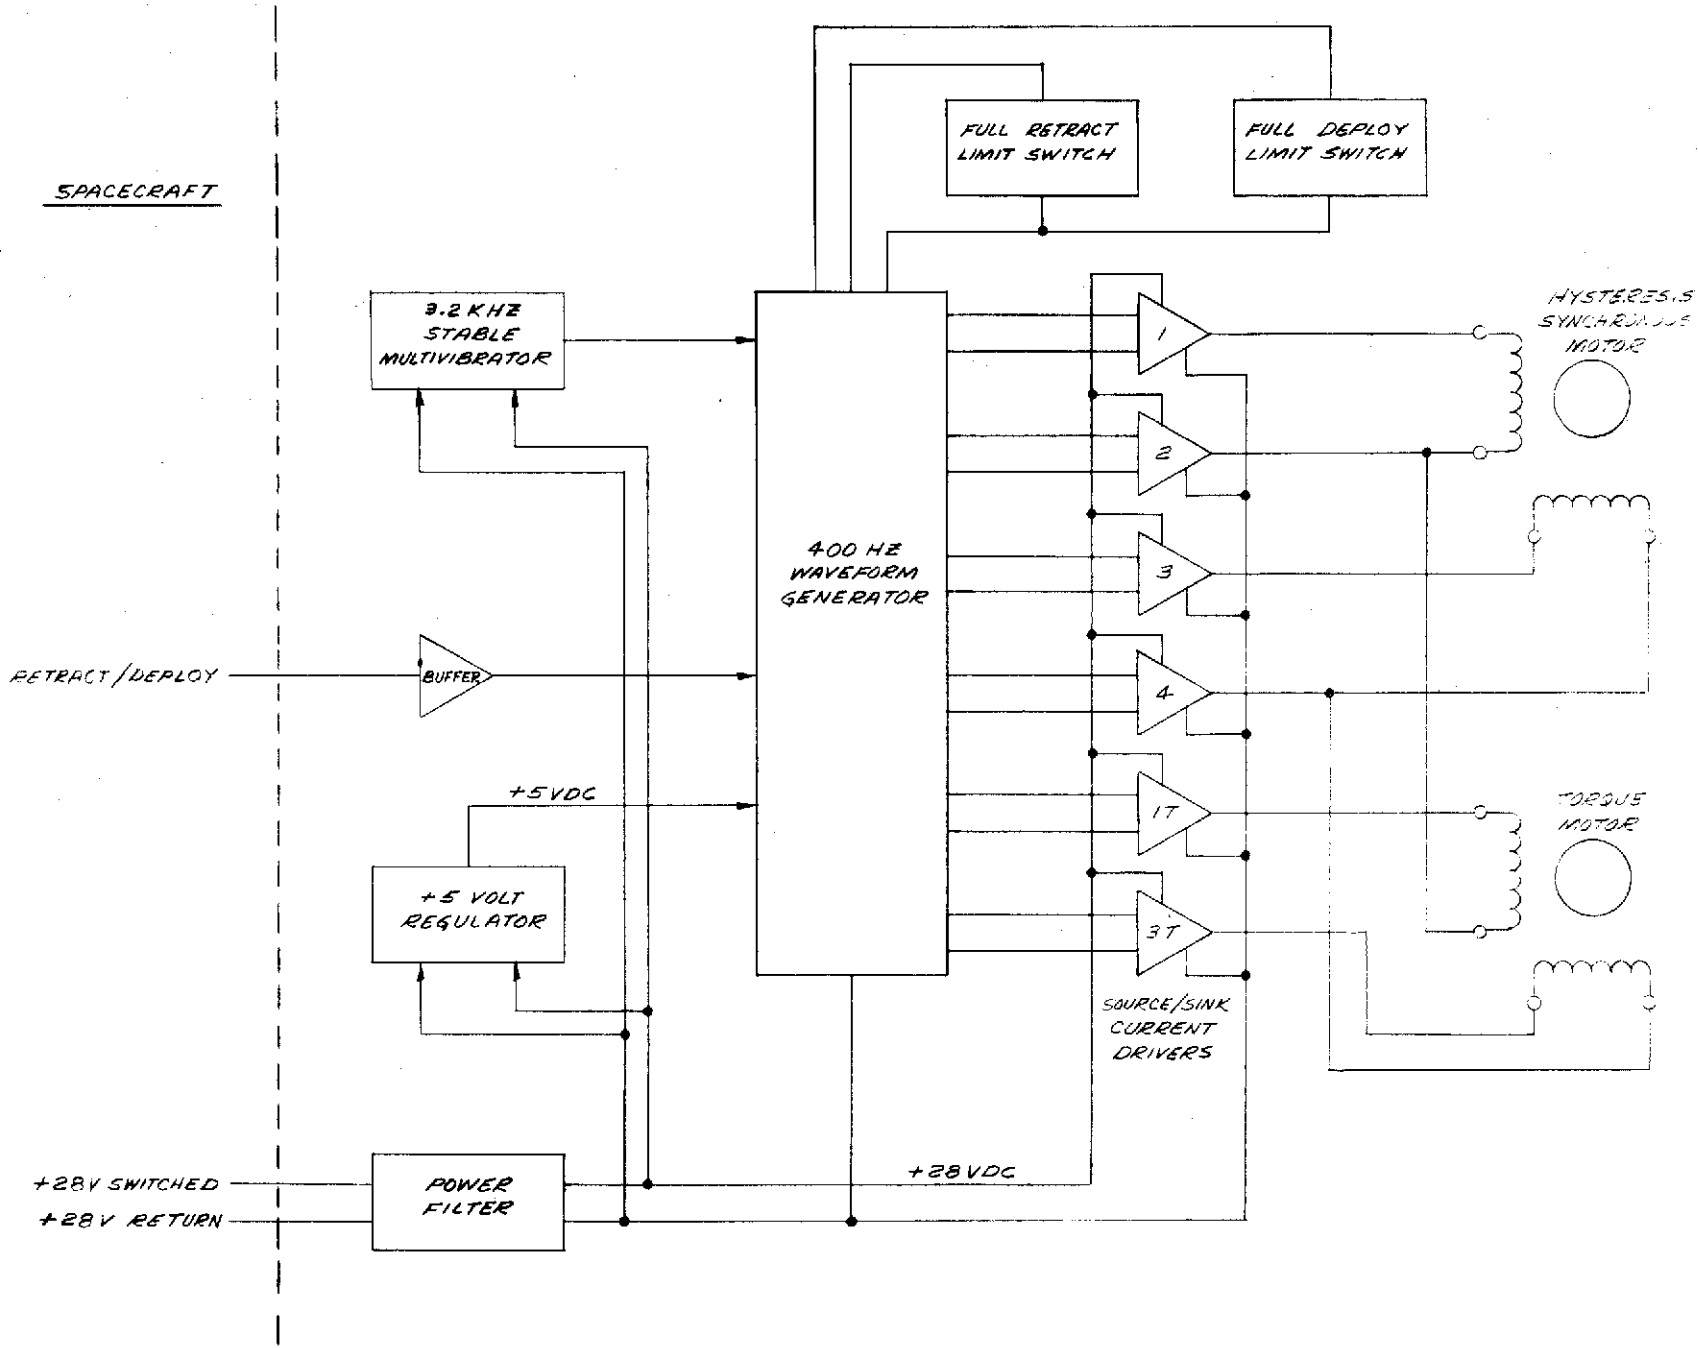 SPACECRAFT
FULL RETRACT
LIMIT SWITCH
FULL DEPLOY
LIMIT SWITCH
3.2 KHZ
STABLE
MULTIVIBRATOR
HYSTERESIS
SYNCHRONOUS
MOTOR
1
2
3
4
1T
3T
400 HZ
WAVEFORM
GENERATOR
RETRACT/DEPLOY
BUFFER
+5VDC
+5 VOLT
REGULATOR
TORQUE
MOTOR
SOURCE/SINK
CURRENT
DRIVERS
+28V SWITCHED
+28V RETURN
POWER
FILTER
+28VDC